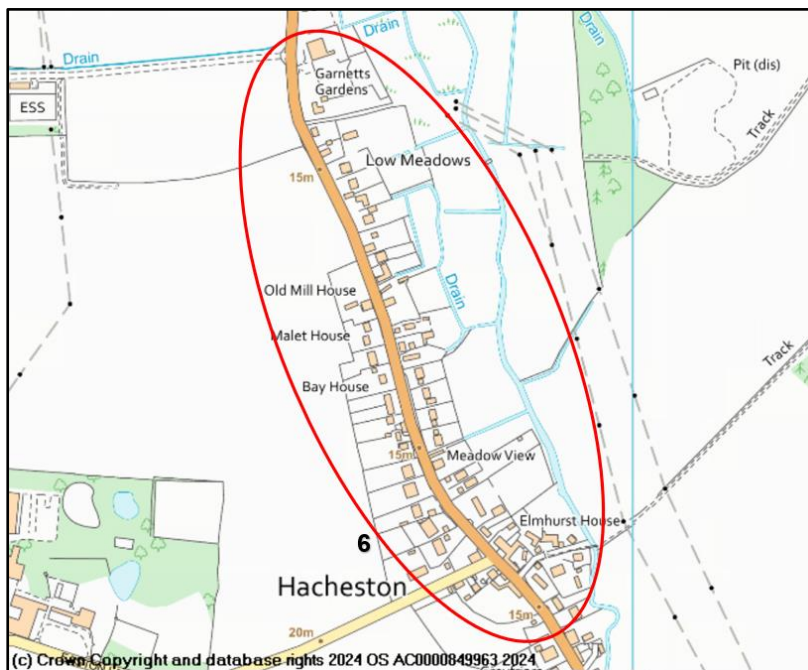 Drain
Drain
Garnetts
Gardens
Pit (dis)
ESS
Track
Low Meadows
15m
Drain
Old Mill House
Malet House
Bay House
Track
15m
Meadow View
Elmhurst House
6
Hacheston
15m
20m
(c) Crown Copyright and database rights 2024 OS AC0000849963 2024